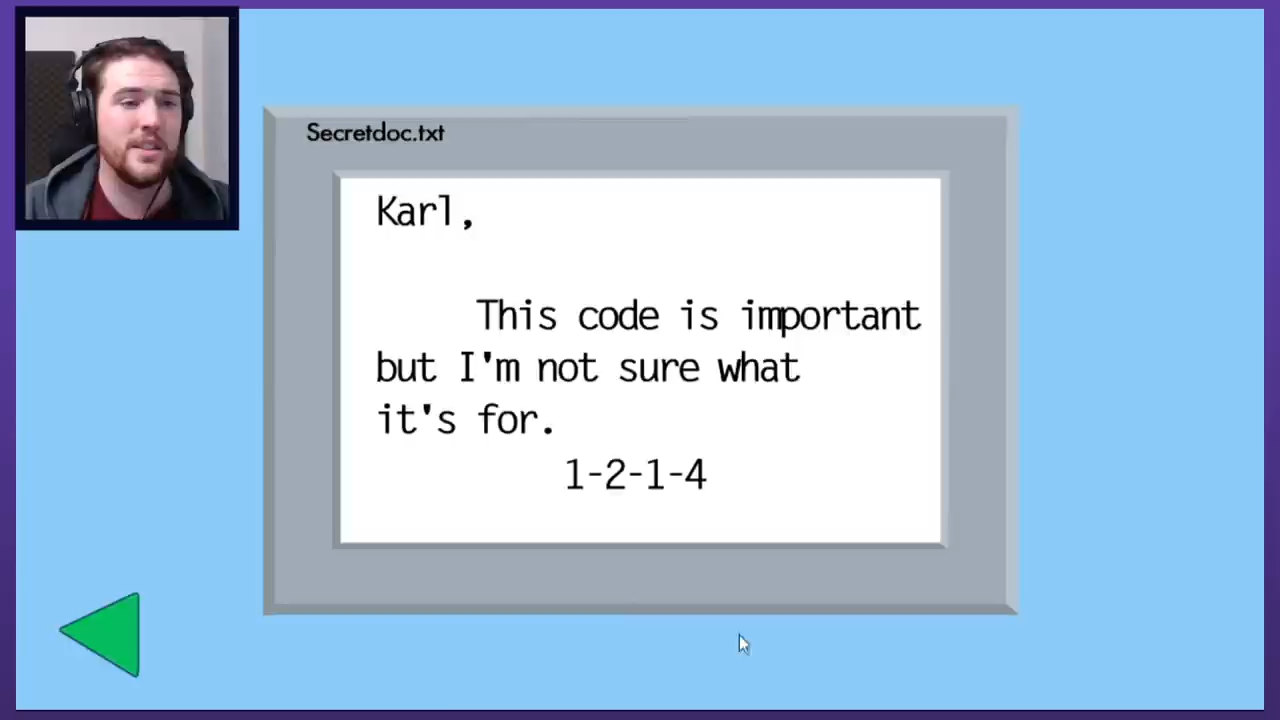 Secretdoc.txt
Karl,
This code is important
but I'm not sure what
it's for.
1-2-1-4